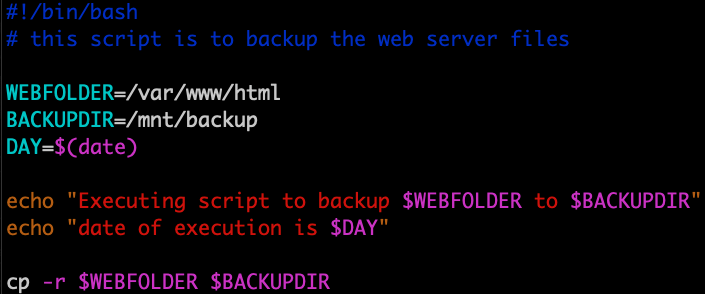 #!/bin/bash
# this script is to backup the web server files
WEBFOLDER=/var/www/html
BACKUPDIR=/mnt/backup
DAY=$(date)
echo "Executing script to backup $WEBFOLDER to $BACKUPDIR"
echo "date of execution is $DAY"
cp -r $WEBFOLDER $BACKUPDIR